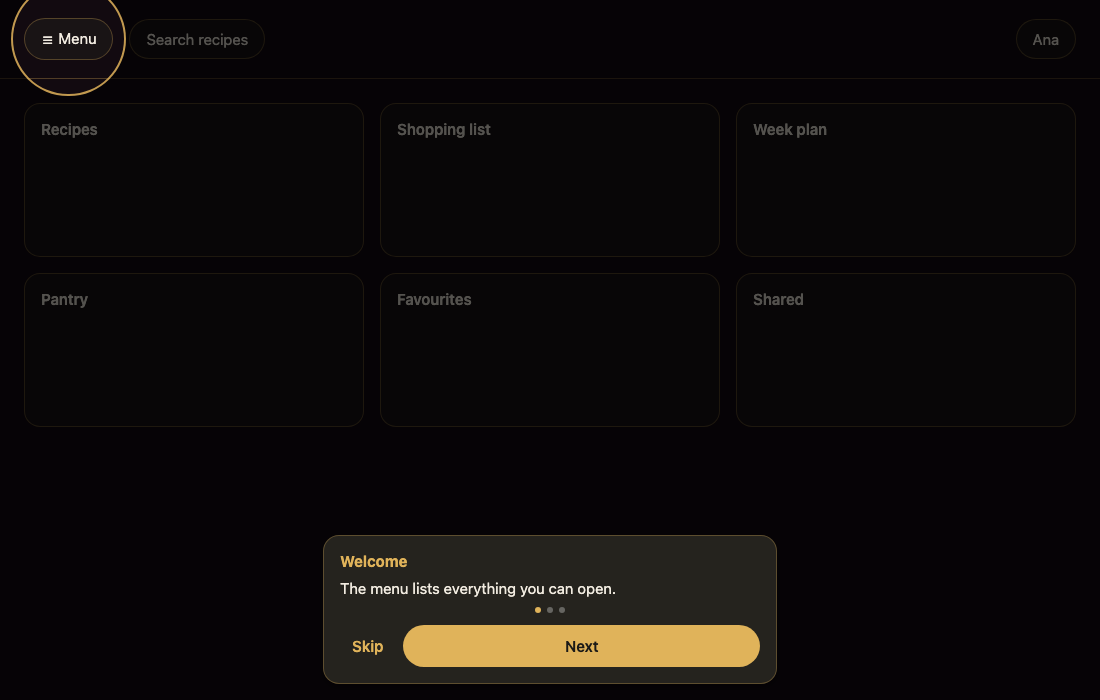 ≡ Menu
Search recipes
Ana
Recipes
Shopping list
Week plan
Pantry
Favourites
Shared
Welcome
The menu lists everything you can open.
Skip
Next